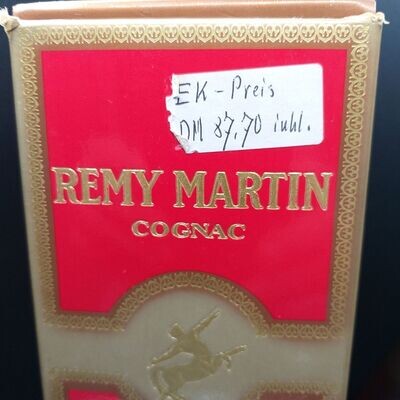 EK-Preis
DM 87,70 inkl.
REMY MARTIN
COGNAC